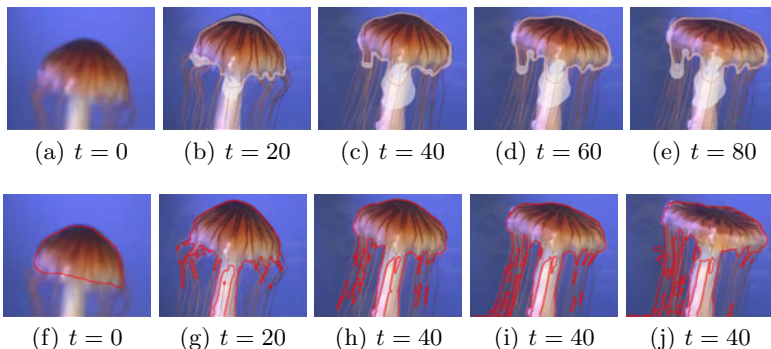 (a) t = 0 (b) t = 20 (c) t = 40 (d) t = 60 (e) t = 80
(f) t = 0 (g) t = 20 (h) t = 40 (i) t = 40 (j) t = 40